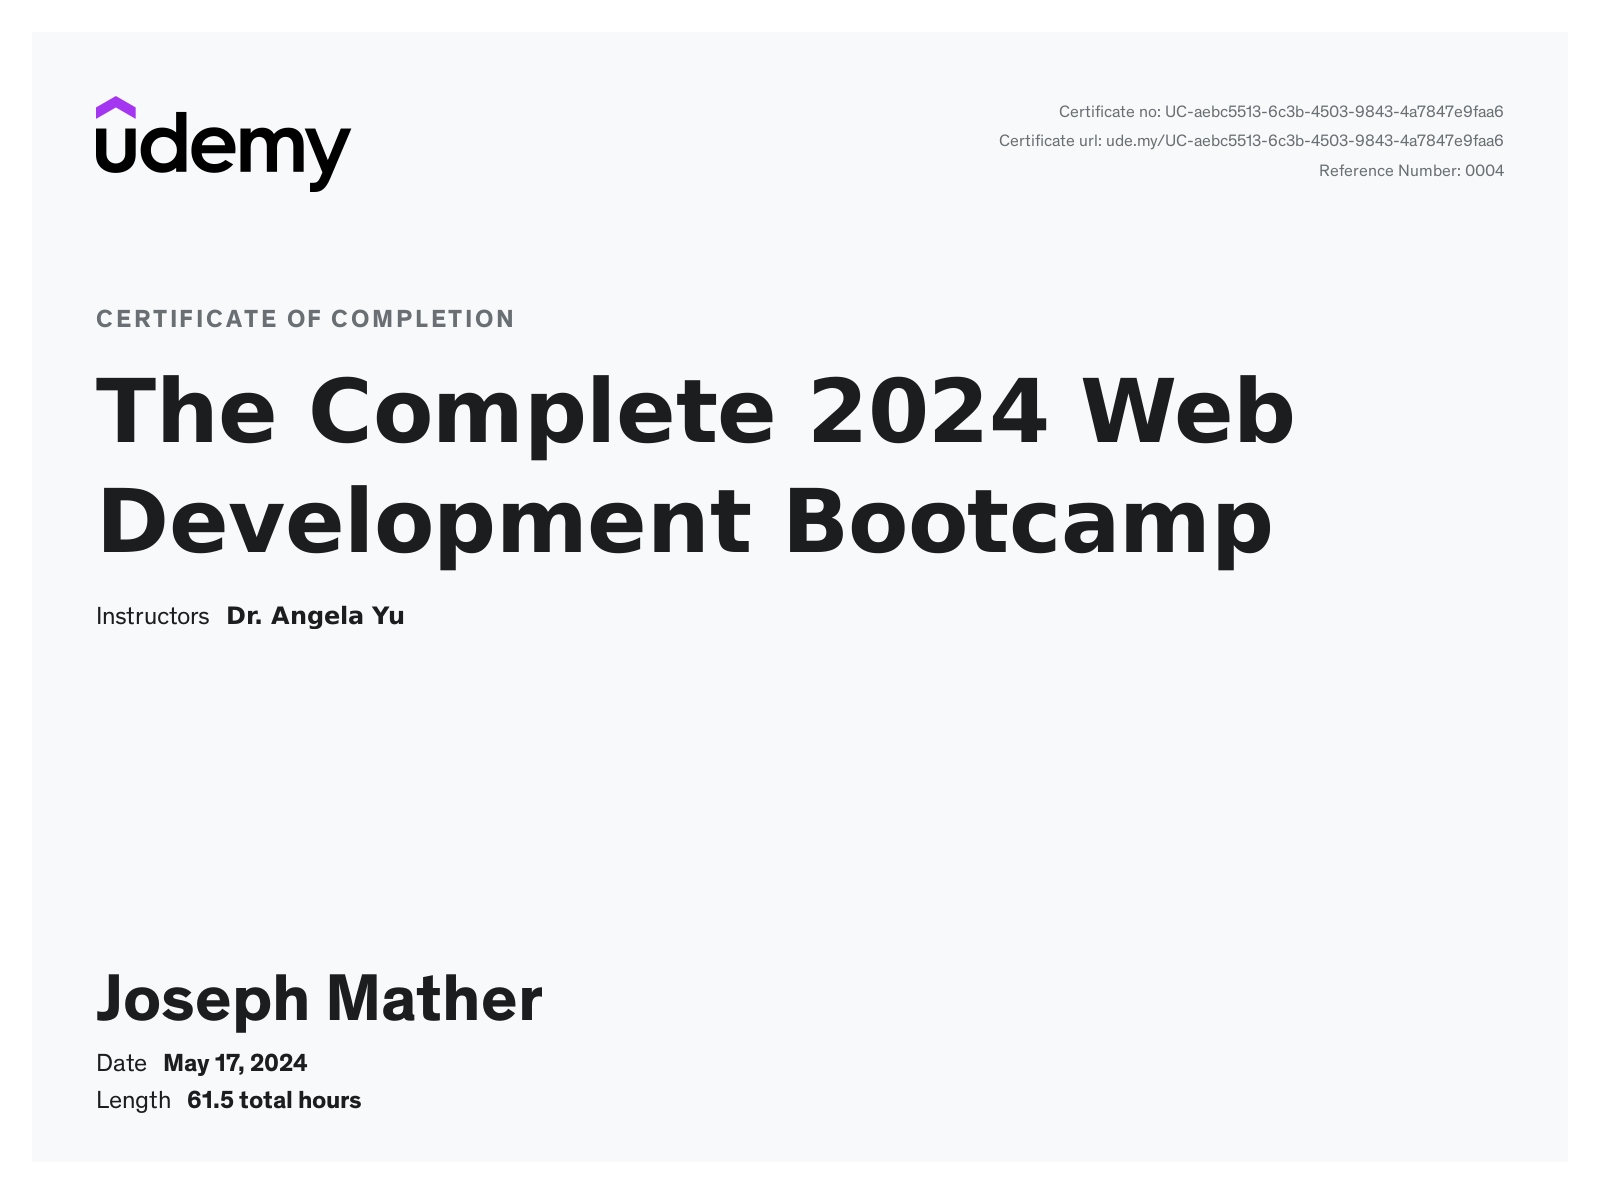 udemy
Certificate no: UC-aebc5513-6c3b-4503-9843-4a7847e9faa6
Certificate url: ude.my/UC-aebc5513-6c3b-4503-9843-4a7847e9faa6
Reference Number: 0004
CERTIFICATE OF COMPLETION
The Complete 2024 Web
Development Bootcamp
Instructors Dr. Angela Yu
Joseph Mather
Date May 17, 2024
Length 61.5 total hours